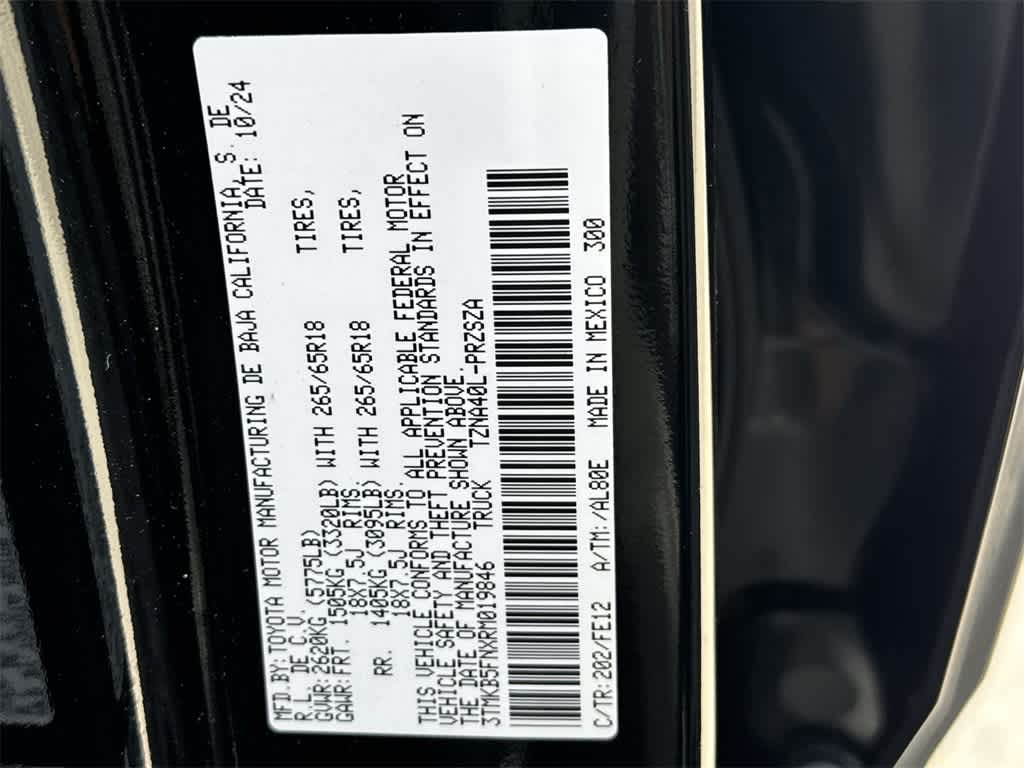 MFD.BY: TOYOTA MOTOR MANUFACTURING DE BAJA CALIFORNIA, S. DE
R.L. DE C.V. DATE: 10/24
GVWR: 2620KG (5775LB)
GAWR: FRT. 1505KG (3320LB) WITH 265/65R18 TIRES,
18X7.5J RIMS.
RR. 1405KG (3095LB) WITH 265/65R18 TIRES,
18X7.5J RIMS.
THIS VEHICLE CONFORMS TO ALL APPLICABLE FEDERAL MOTOR
VEHICLE SAFETY AND THEFT PREVENTION STANDARDS IN EFFECT ON
THE DATE OF MANUFACTURE SHOWN ABOVE.
3TMKB5FNXRM019846 TRUCK TZNA40L-PRZSZA
C/TR:202/FE12 A/TM:/AL80E MADE IN MEXICO 300